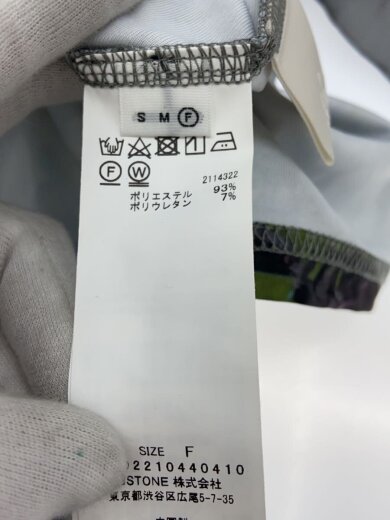 S M F
F W
2114322
ポリエステル 93%
ポリウレタン 7%
SIZE F
02210440410
STONE 株式会社
東京都渋谷区広尾5-7-35